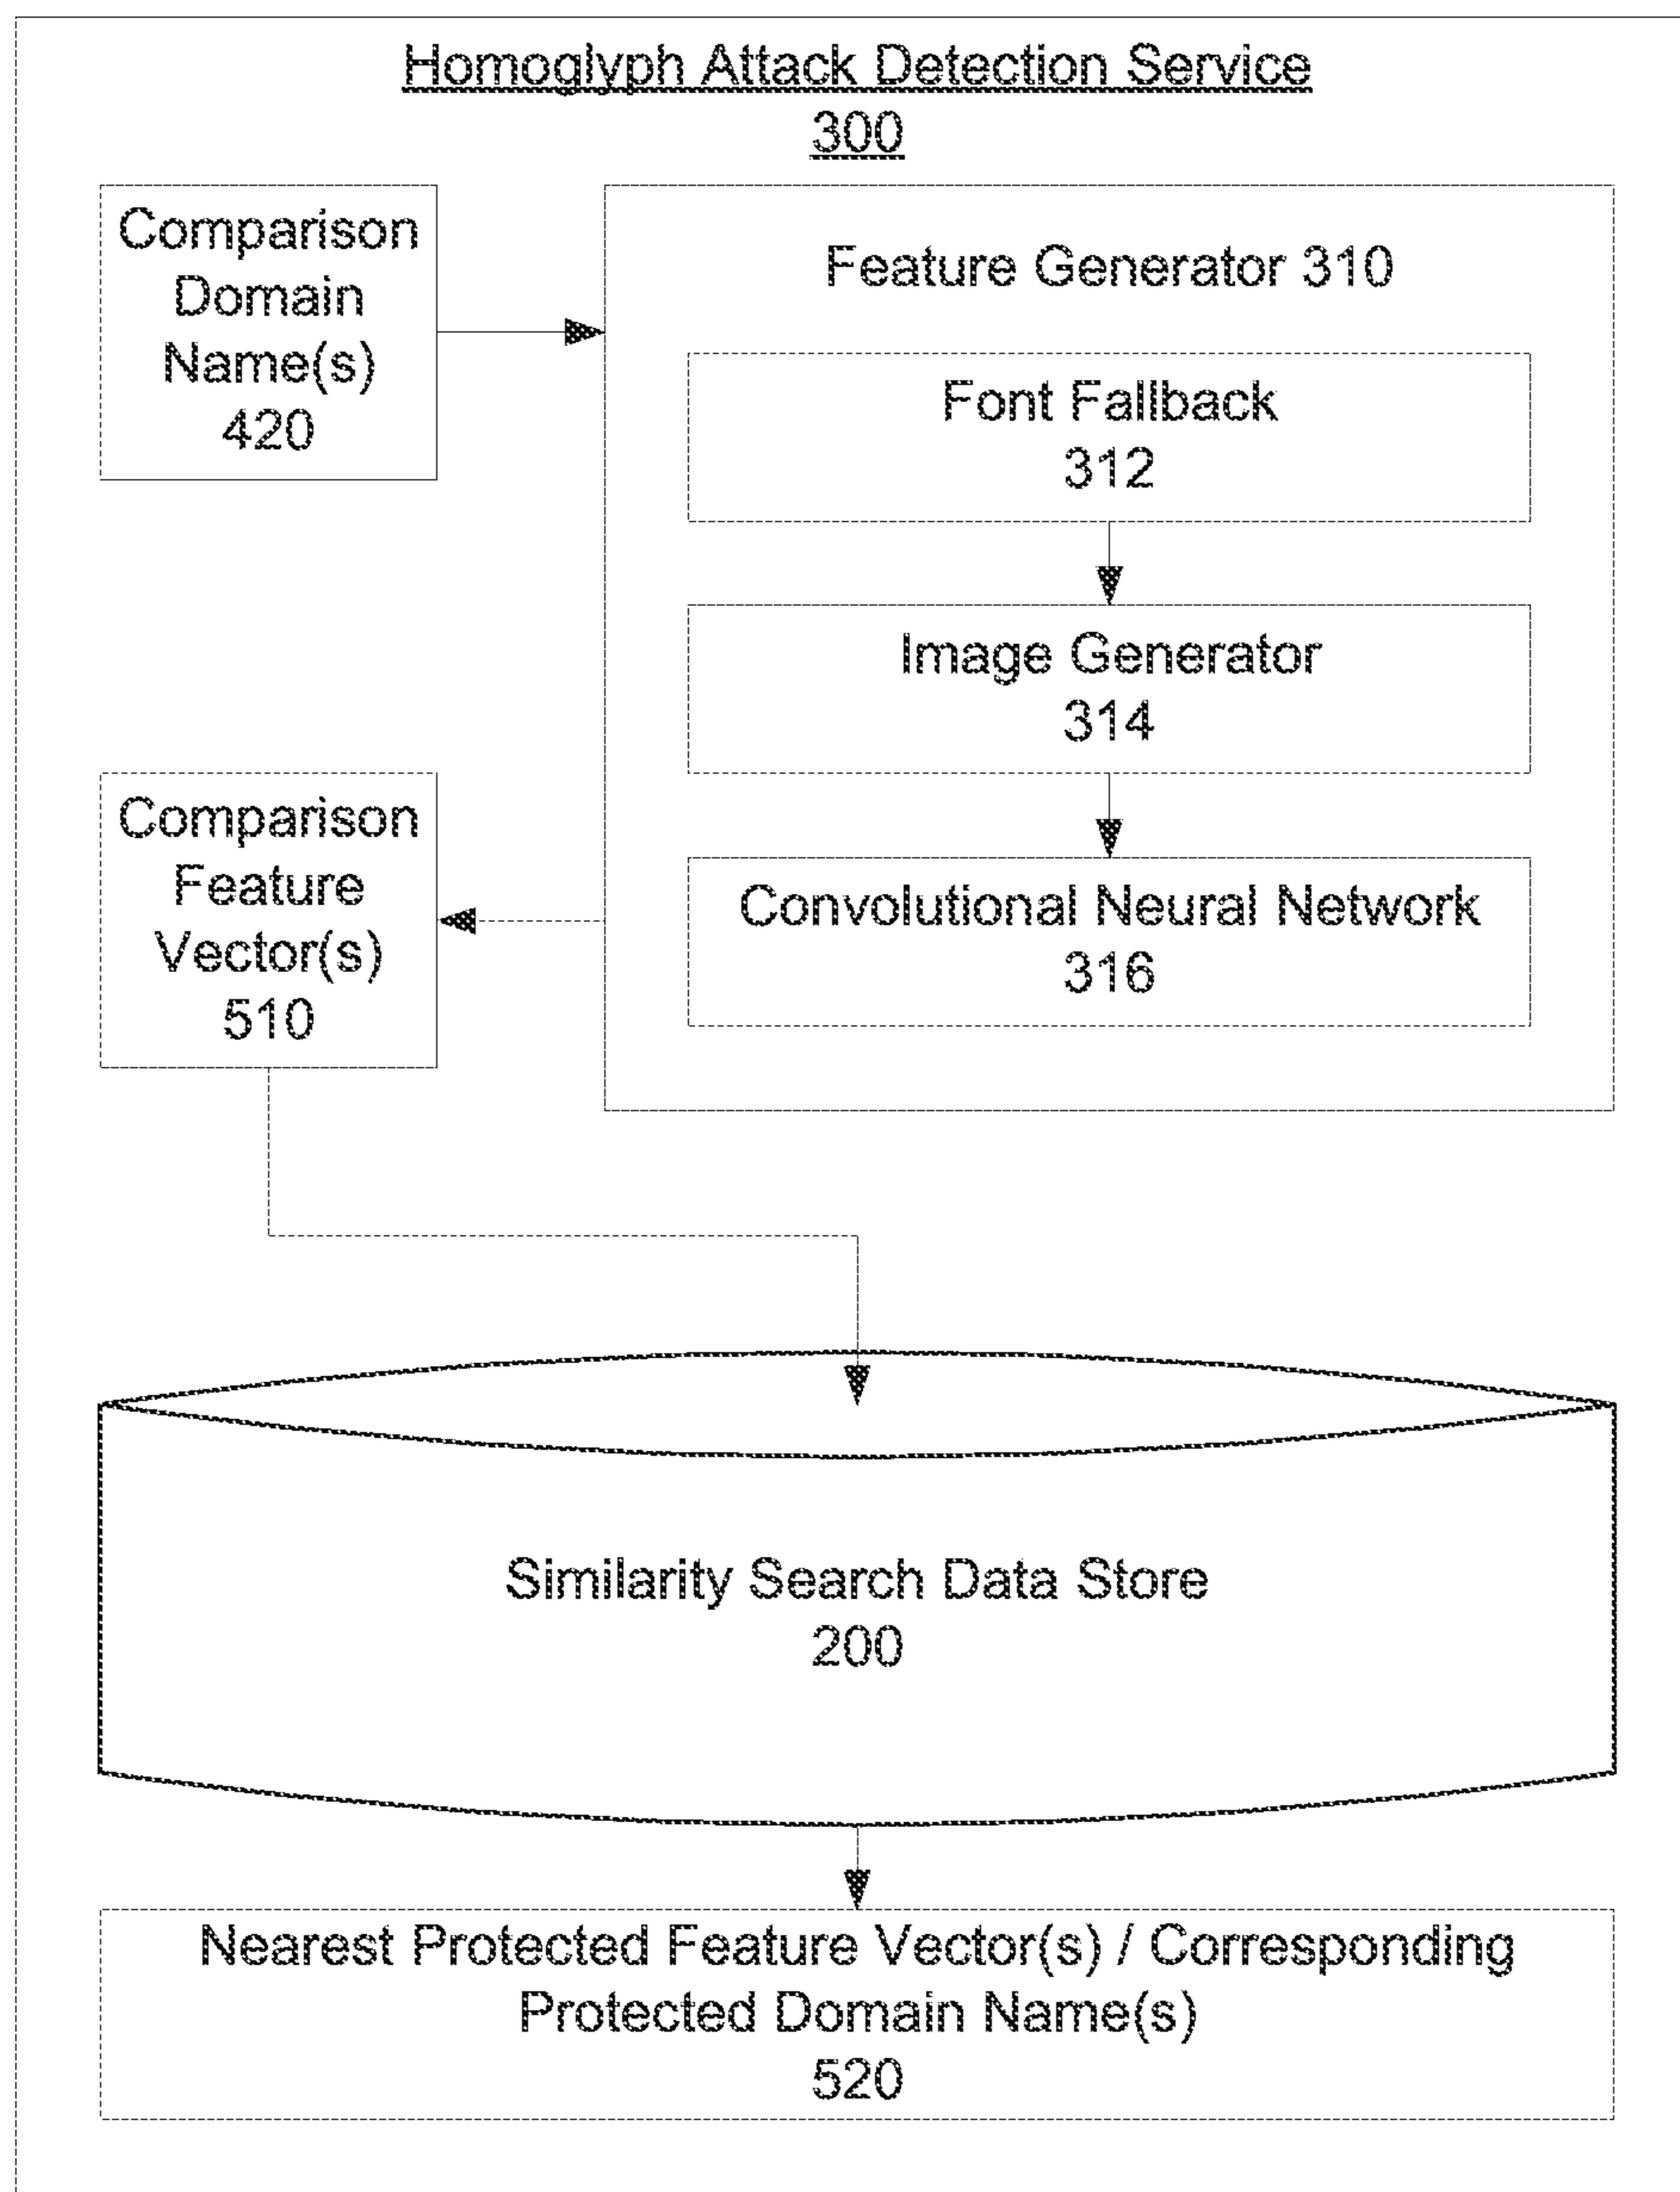 Homoglyph Attack Detection Service
300
Comparison
Domain
Name(s)
420
Feature Generator 310
Font Fallback
312
Image Generator
314
Convolutional Neural Network
316
Comparison
Feature
Vector(s)
510
Similarity Search Data Store
200
Nearest Protected Feature Vector(s) / Corresponding
Protected Domain Name(s)
520